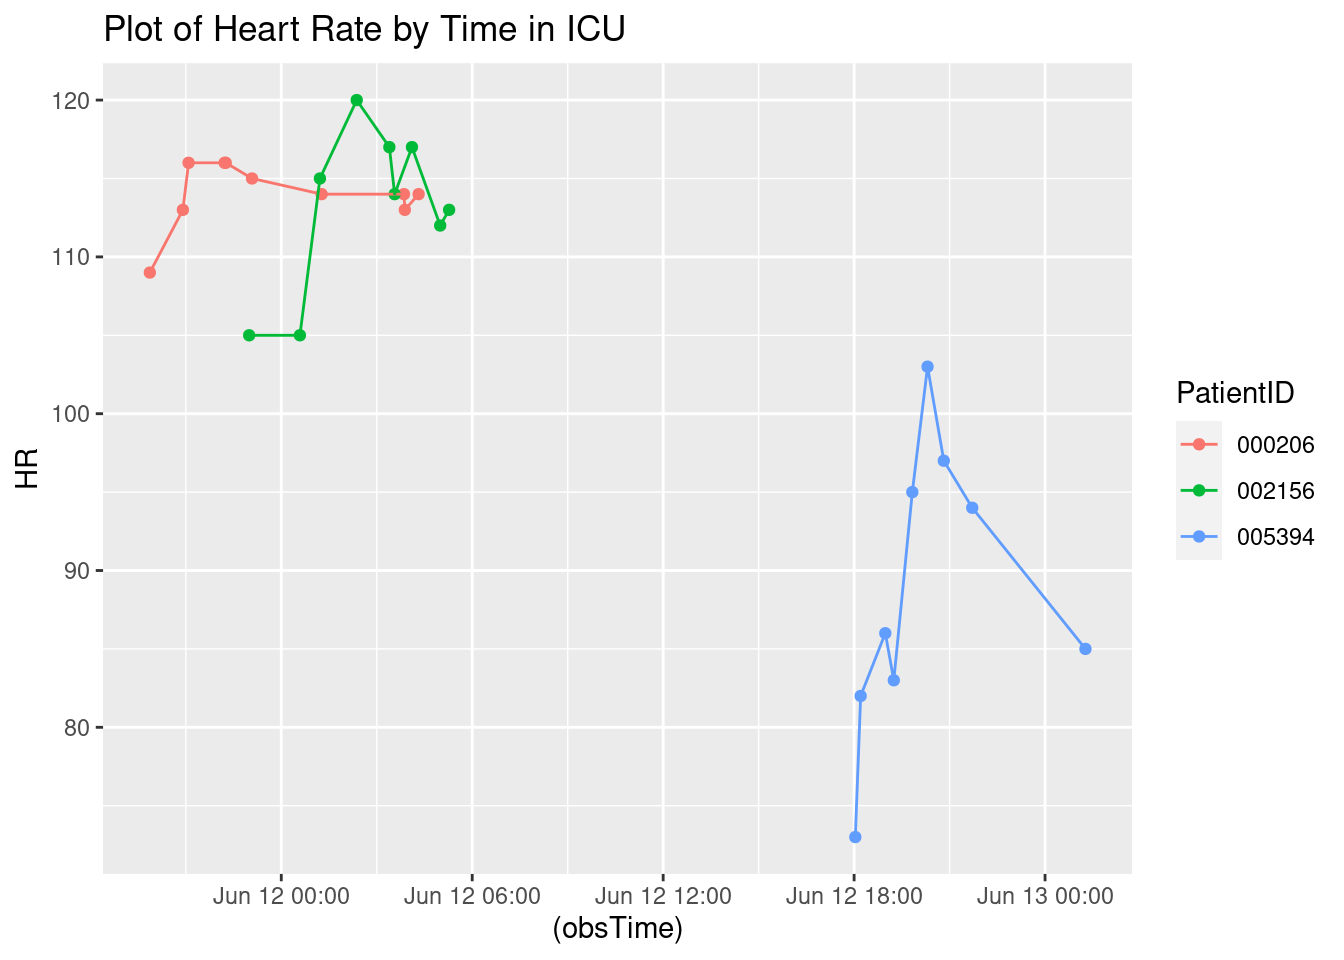 Plot of Heart Rate by Time in ICU
120
110
100
90
80
HR
Jun 12 00:00
Jun 12 06:00
Jun 12 12:00
Jun 12 18:00
Jun 13 00:00
(obsTime)
PatientID
000206
002156
005394